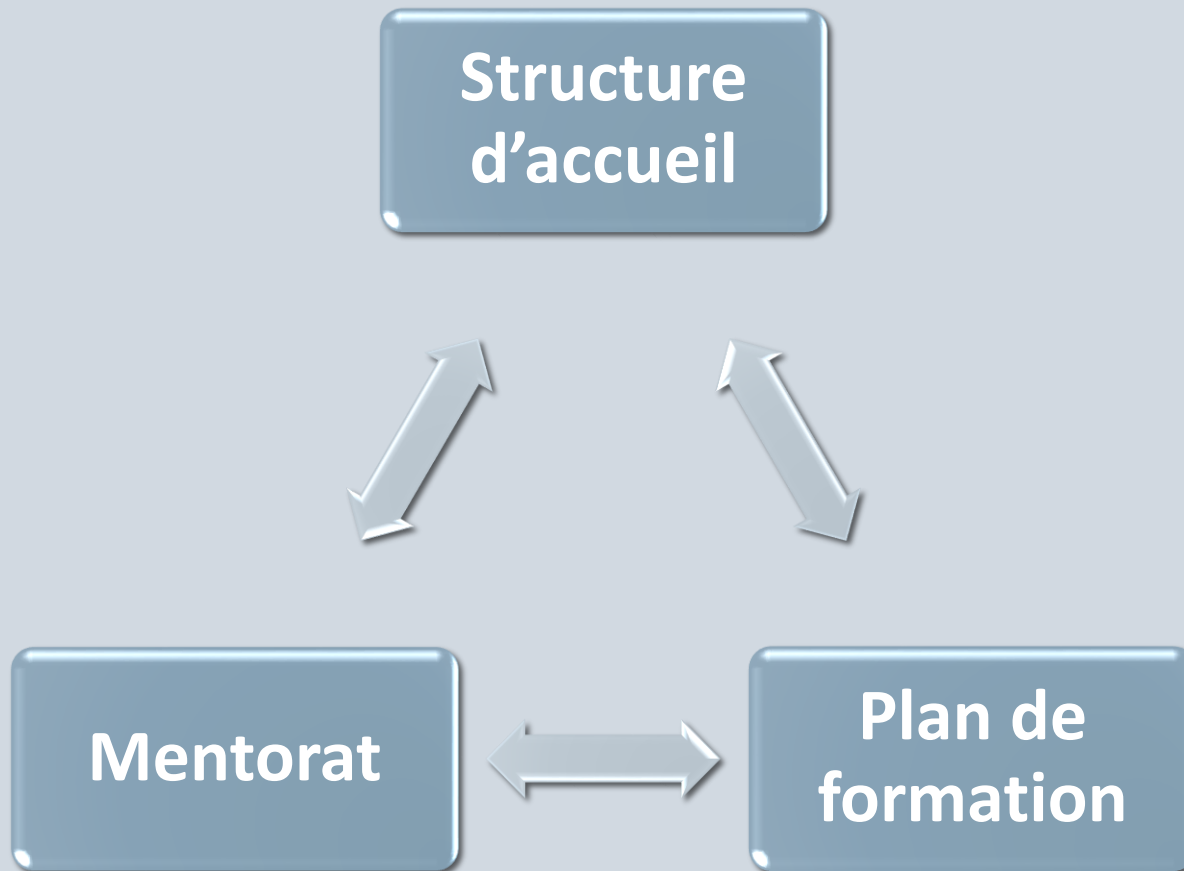 Structure
d’accueil
Mentorat
Plan de
formation